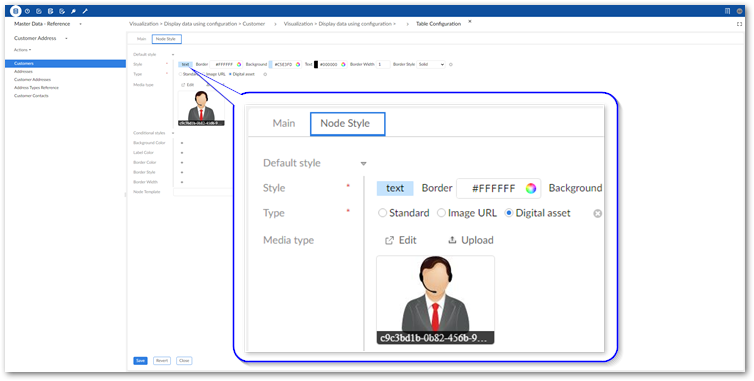 Master Data - Reference
Visualization > Display data using configuration > Customer > Visualization > Display data using configuration > > Table Configuration
Customer Address
Actions
Customers
Addresses
Customer Addresses
Address Types Reference
Customer Contacts
Main Node Style
Default style
Style * text Border #FFFFFF Background #C5E3FD Text #000000 Border Width 1 Border Style Solid
Type * Standard Image URL Digital asset
Media type Edit
c9c3bd1b-0b82-456b-9...
Conditional styles
Background Color
Label Color
Border Color
Border Style
Border Width
Node Template
Save Revert Close
Main Node Style
Default style
Style * text Border #FFFFFF Background
Type * Standard Image URL Digital asset
Media type Edit Upload
c9c3bd1b-0b82-456b-9...